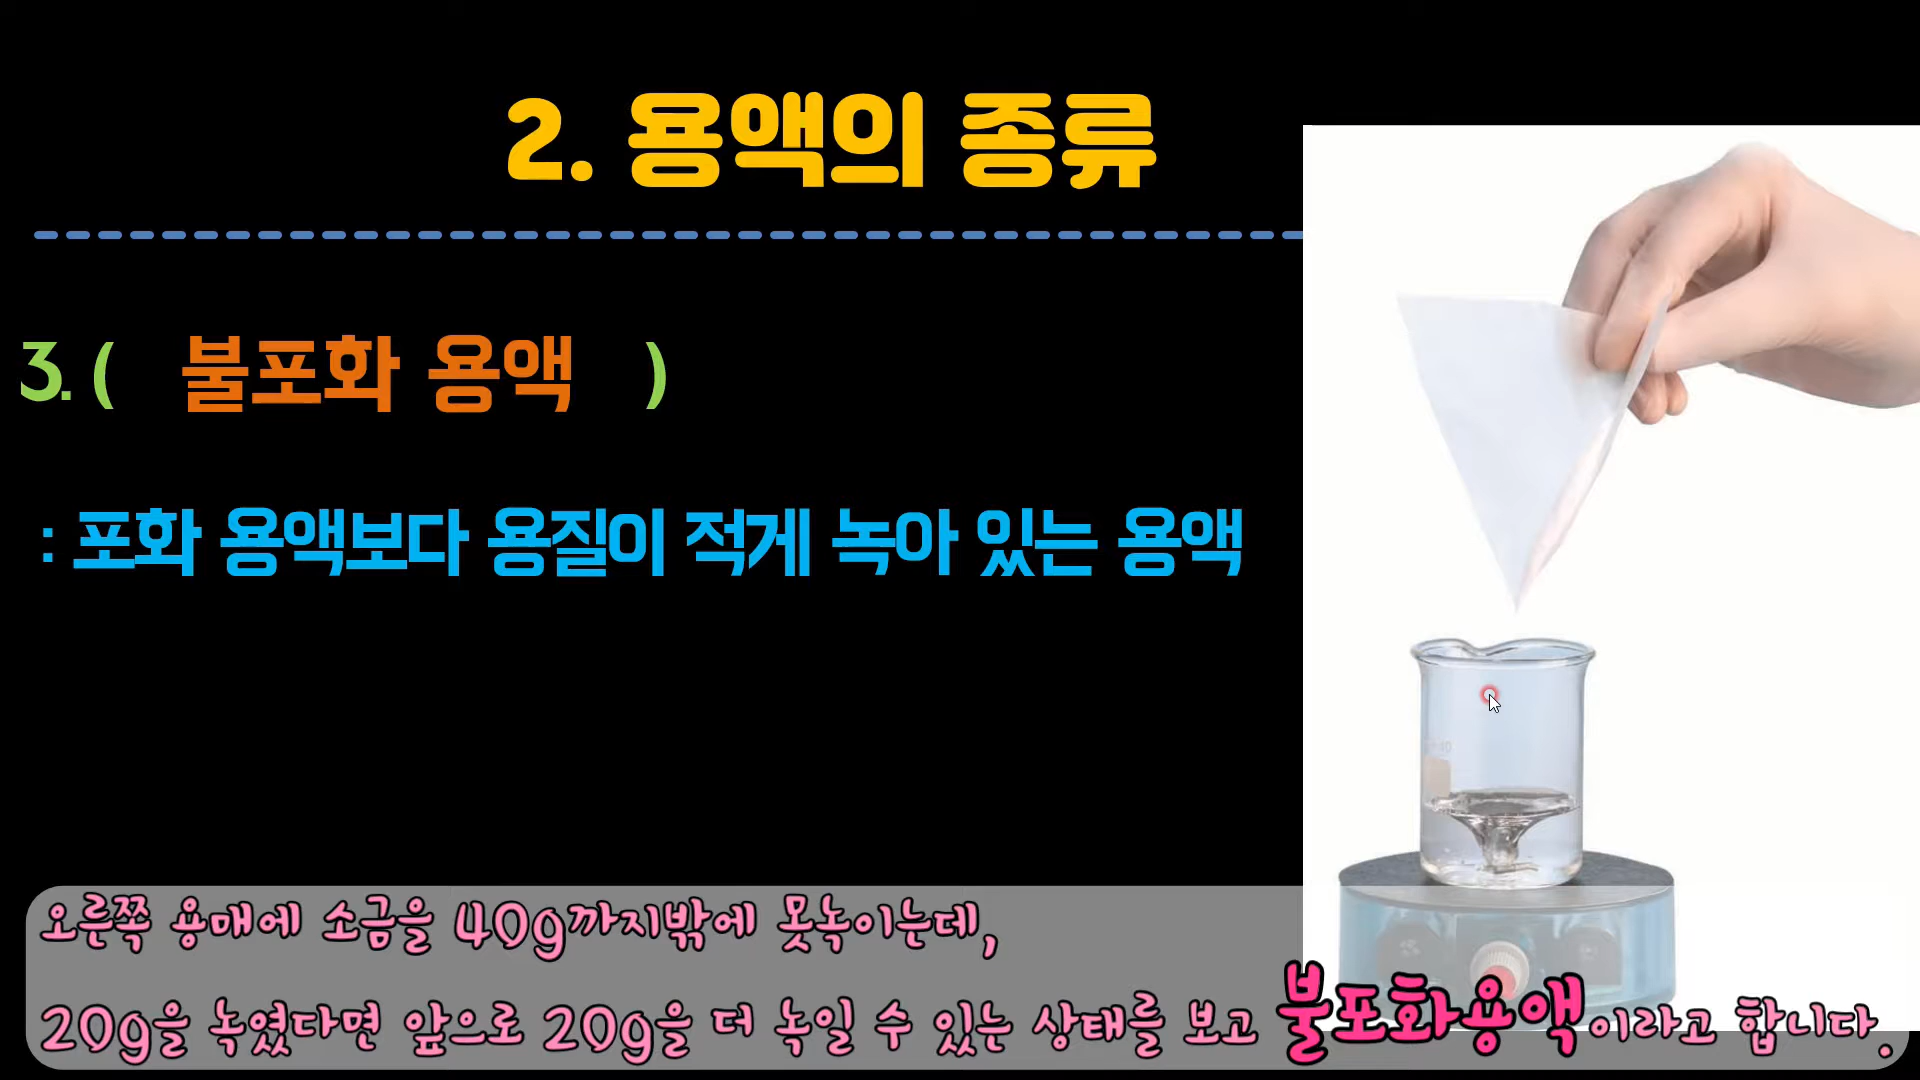 2. 용액의 종류
3. ( 불포화 용액 )
: 포화 용액보다 용질이 적게 녹아 있는 용액
오른쪽 용매에 소금을 40g까지밖에 못녹이는데,
20g을 녹였다면 앞으로 20g을 더 녹일 수 있는 상태를 보고 불포화용액이라고 합니다.